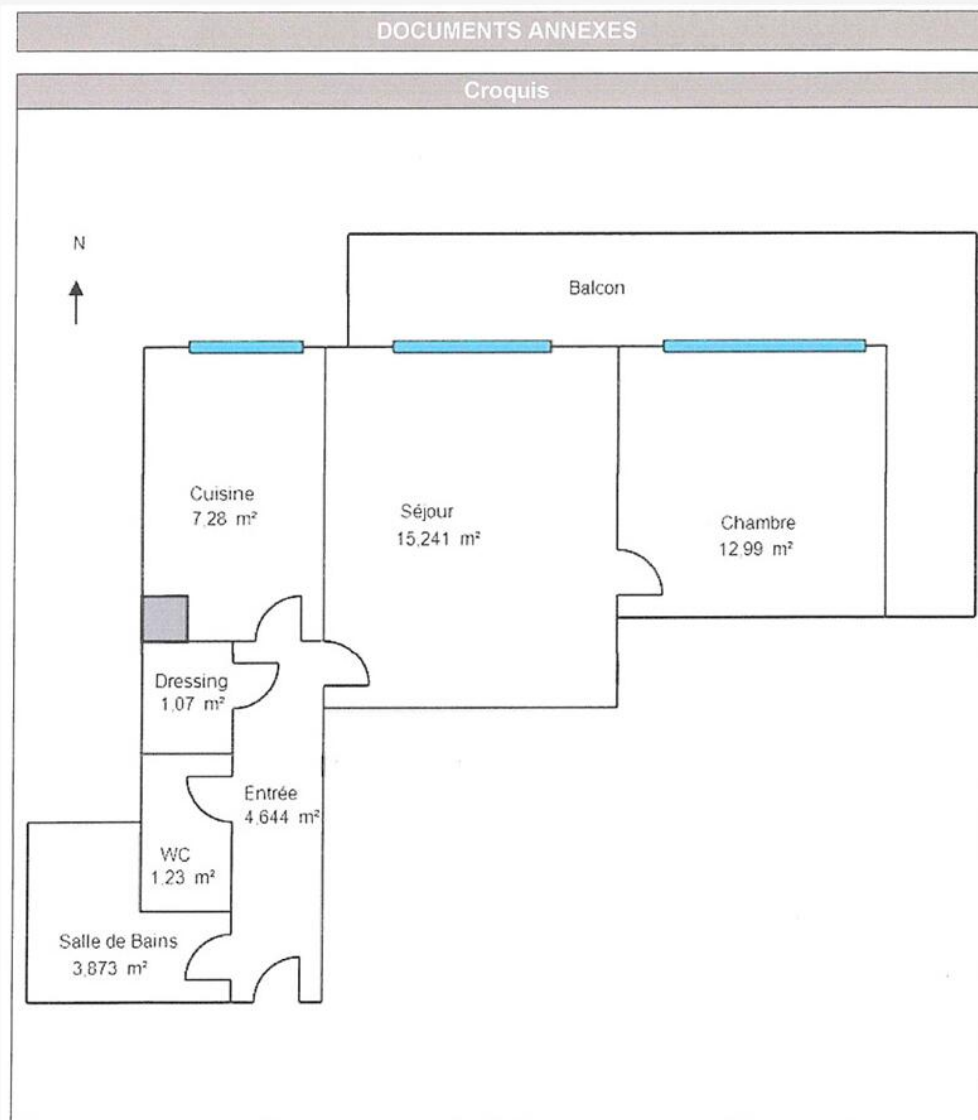 DOCUMENTS ANNEXES
Croquis
N
Balcon
Cuisine
7,28 m²
Séjour
15,241 m²
Chambre
12,99 m²
Dressing
1,07 m²
Entrée
4,644 m²
WC
1,23 m²
Salle de Bains
3,873 m²